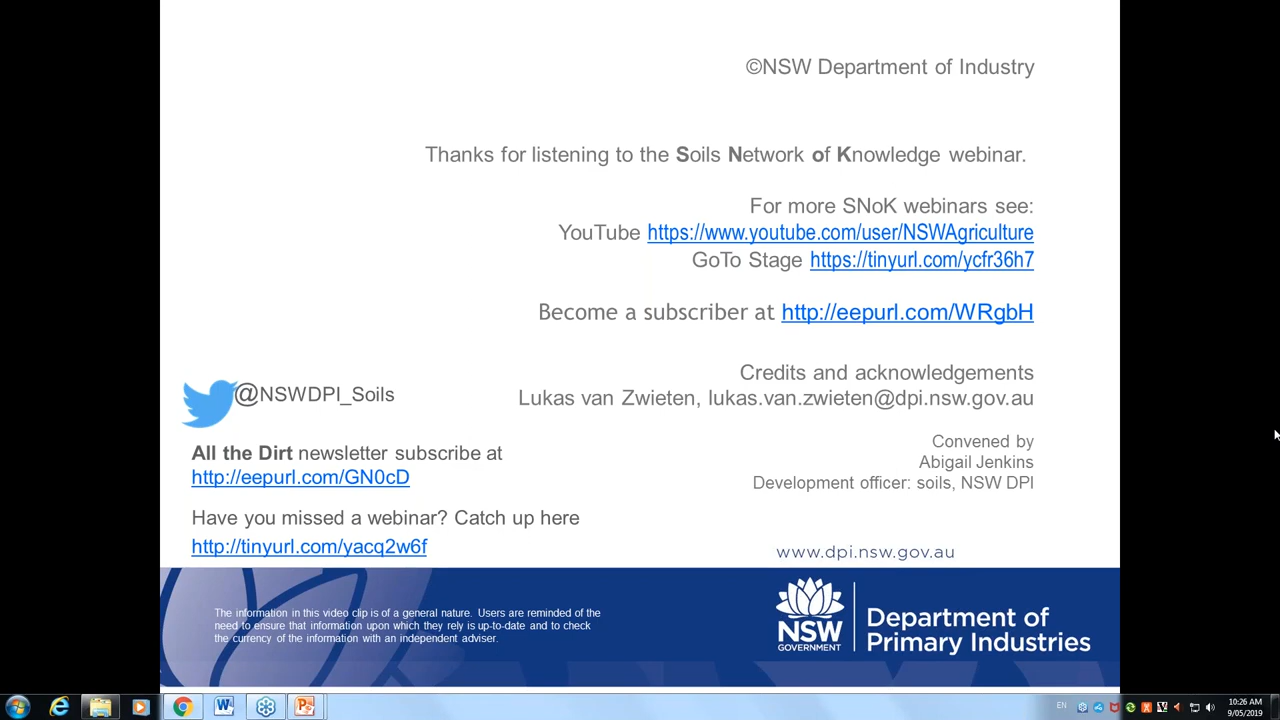 ©NSW Department of Industry
Thanks for listening to the Soils Network of Knowledge webinar.
For more SNoK webinars see:
YouTube https://www.youtube.com/user/NSWAgriculture
GoTo Stage https://tinyurl.com/ycfr36h7
Become a subscriber at http://eepurl.com/WRgbH
Credits and acknowledgements
Lukas van Zwieten, lukas.van.zwieten@dpi.nsw.gov.au
Convened by
Abigail Jenkins
Development officer: soils, NSW DPI
@NSWDPI_Soils
All the Dirt newsletter subscribe at
http://eepurl.com/GN0cD
Have you missed a webinar? Catch up here
http://tinyurl.com/yacq2w6f
www.dpi.nsw.gov.au
The information in this video clip is of a general nature. Users are reminded of the
need to ensure that information upon which they rely is up-to-date and to check
the currency of the information with an independent adviser.
NSW
GOVERNMENT
Department of
Primary Industries
EN
10:26 AM
9/05/2019